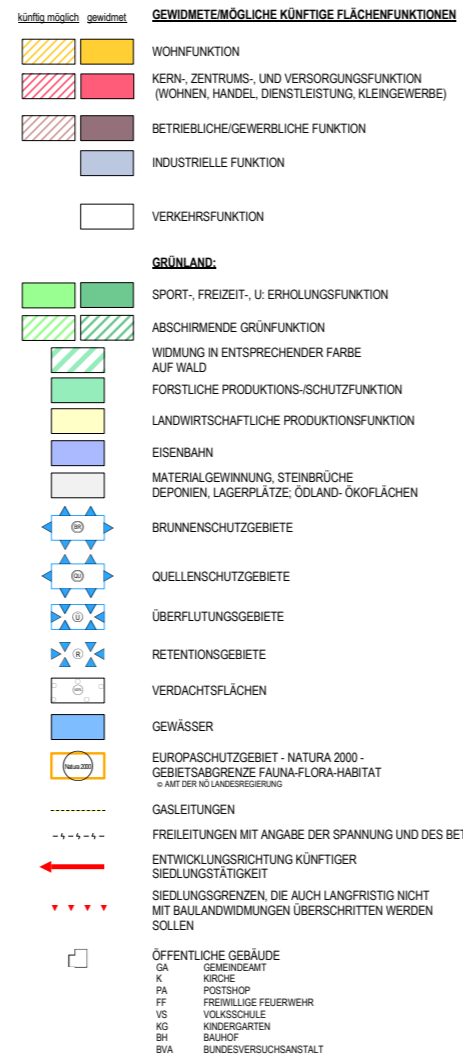 künftig möglich gewidmet GEWIDMETE/MÖGLICHE KÜNFTIGE FLÄCHENFUNKTIONEN
WOHNFUNKTION
KERN-, ZENTRUMS-, UND VERSORGUNGSFUNKTION
(WOHNEN, HANDEL, DIENSTLEISTUNG, KLEINGEWERBE)
BETRIEBLICHE/GEWERBLICHE FUNKTION
INDUSTRIELLE FUNKTION
VERKEHRSFUNKTION
GRÜNLAND:
SPORT-, FREIZEIT-, U: ERHOLUNGSFUNKTION
ABSCHIRMENDE GRÜNFUNKTION
WIDMUNG IN ENTSPRECHENDER FARBE
AUF WALD
FORSTLICHE PRODUKTIONS-/SCHUTZFUNKTION
LANDWIRTSCHAFTLICHE PRODUKTIONSFUNKTION
EISENBAHN
MATERIALGEWINNUNG, STEINBRÜCHE
DEPONIEN, LAGERPLÄTZE; ÖDLAND- ÖKOFLÄCHEN
BR BRUNNENSCHUTZGEBIETE
QU QUELLENSCHUTZGEBIETE
Ü ÜBERFLUTUNGSGEBIETE
R RETENTIONSGEBIETE
VERDACHTSFLÄCHEN
GEWÄSSER
Natura 2000 EUROPASCHUTZGEBIET - NATURA 2000 -
GEBIETSABGRENZE FAUNA-FLORA-HABITAT
© AMT DER NÖ LANDESREGIERUNG
GASLEITUNGEN
FREILEITUNGEN MIT ANGABE DER SPANNUNG UND DES BET
ENTWICKLUNGSRICHTUNG KÜNFTIGER
SIEDLUNGSTÄTIGKEIT
SIEDLUNGSGRENZEN, DIE AUCH LANGFRISTIG NICHT
MIT BAULANDWIDMUNGEN ÜBERSCHRITTEN WERDEN
SOLLEN
ÖFFENTLICHE GEBÄUDE
GA GEMEINDEAMT
K KIRCHE
PA POSTSHOP
FF FREIWILLIGE FEUERWEHR
VS VOLKSSCHULE
KG KINDERGARTEN
BH BAUHOF
BVA BUNDESVERSUCHSANSTALT